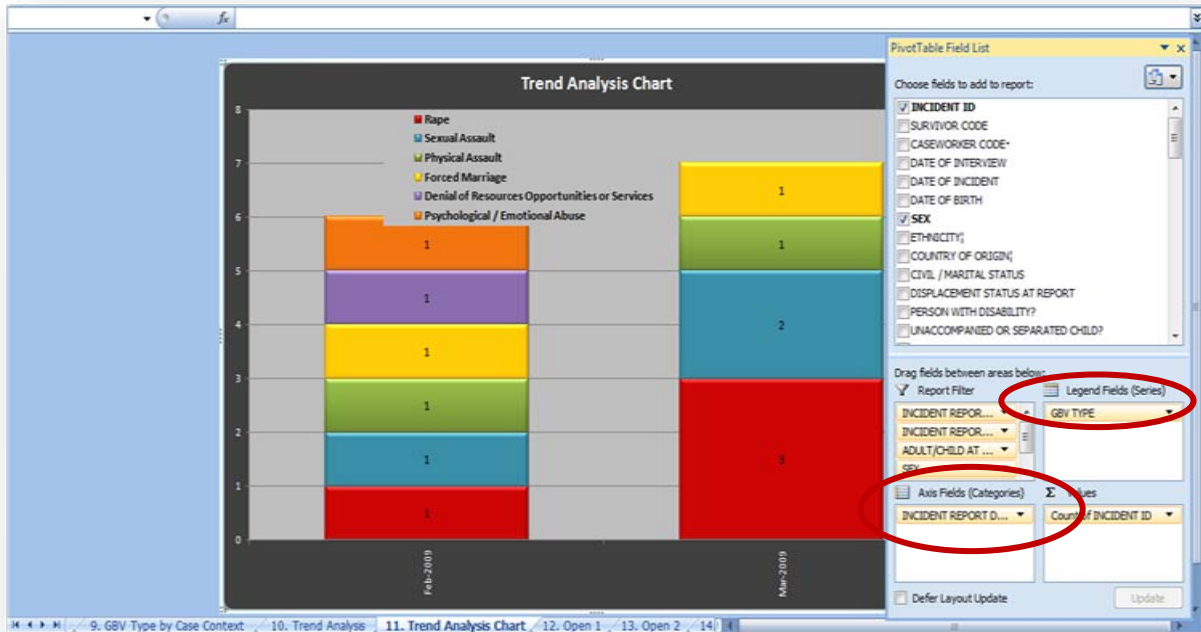 fx
Trend Analysis Chart
8
7
6
5
4
3
2
1
0
Rape
Sexual Assault
Physical Assault
Forced Marriage
Denial of Resources Opportunities or Services
Psychological / Emotional Abuse
1
1
1
1
1
1
1
1
2
3
Feb-2009
Mar-2009
PivotTable Field List
Choose fields to add to report:
INCIDENT ID
SURVIVOR CODE
CASEWORKER CODE*
DATE OF INTERVIEW
DATE OF INCIDENT
DATE OF BIRTH
SEX
ETHNICITY¦
COUNTRY OF ORIGIN¦
CIVIL / MARITAL STATUS
DISPLACEMENT STATUS AT REPORT
PERSON WITH DISABILITY?
UNACCOMPANIED OR SEPARATED CHILD?
Drag fields between areas below:
Report Filter
INCIDENT REPOR...
INCIDENT REPOR...
ADULT/CHILD AT ...
SEX
Legend Fields (Series)
GBV TYPE
Axis Fields (Categories)
INCIDENT REPORT D...
Σ Values
Count of INCIDENT ID
Defer Layout Update
Update
9. GBV Type by Case Context
10. Trend Analysis
11. Trend Analysis Chart
12. Open 1
13. Open 2
14